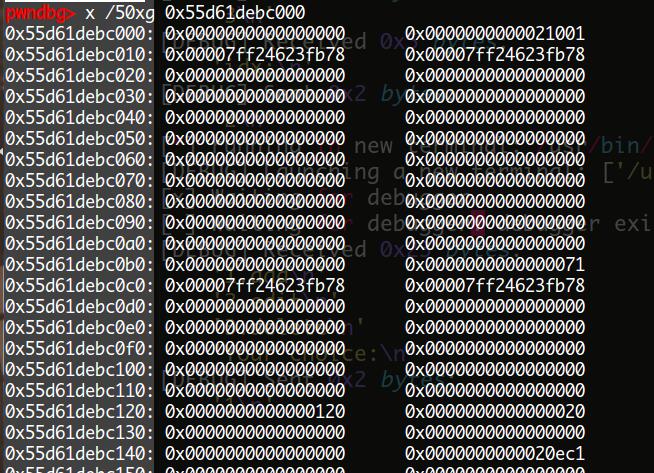 pwndbg> x /50xg 0x55d61debc000
0x55d61debc000: 0x0000000000000000 0x0000000000021001
0x55d61debc010: 0x00007ff24623fb78 0x00007ff24623fb78
0x55d61debc020: 0x0000000000000000 0x0000000000000000
0x55d61debc030: 0x0000000000000000 0x0000000000000000
0x55d61debc040: 0x0000000000000000 0x0000000000000000
0x55d61debc050: 0x0000000000000000 0x0000000000000000
0x55d61debc060: 0x0000000000000000 0x0000000000000000
0x55d61debc070: 0x0000000000000000 0x0000000000000000
0x55d61debc080: 0x0000000000000000 0x0000000000000000
0x55d61debc090: 0x0000000000000000 0x0000000000000000
0x55d61debc0a0: 0x0000000000000000 0x0000000000000000
0x55d61debc0b0: 0x0000000000000000 0x0000000000000071
0x55d61debc0c0: 0x00007ff24623fb78 0x00007ff24623fb78
0x55d61debc0d0: 0x0000000000000000 0x0000000000000000
0x55d61debc0e0: 0x0000000000000000 0x0000000000000000
0x55d61debc0f0: 0x0000000000000000 0x0000000000000000
0x55d61debc100: 0x0000000000000000 0x0000000000000000
0x55d61debc110: 0x0000000000000000 0x0000000000000000
0x55d61debc120: 0x0000000000000120 0x0000000000000020
0x55d61debc130: 0x0000000000000000 0x0000000000000000
0x55d61debc140: 0x0000000000000000 0x0000000000020ec1